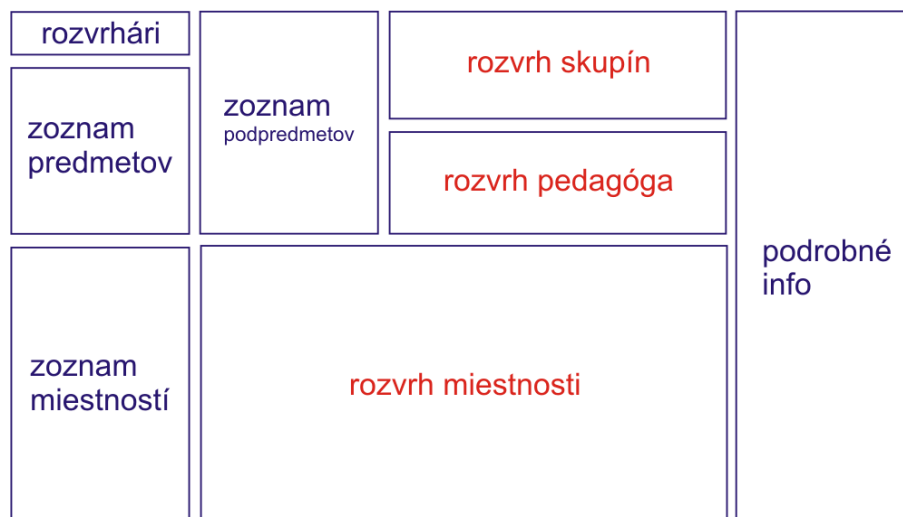 rozvrhári
zoznam
predmetov
zoznam
podpredmetov
rozvrh skupín
rozvrh pedagóga
podrobné
info
zoznam
miestností
rozvrh miestnosti